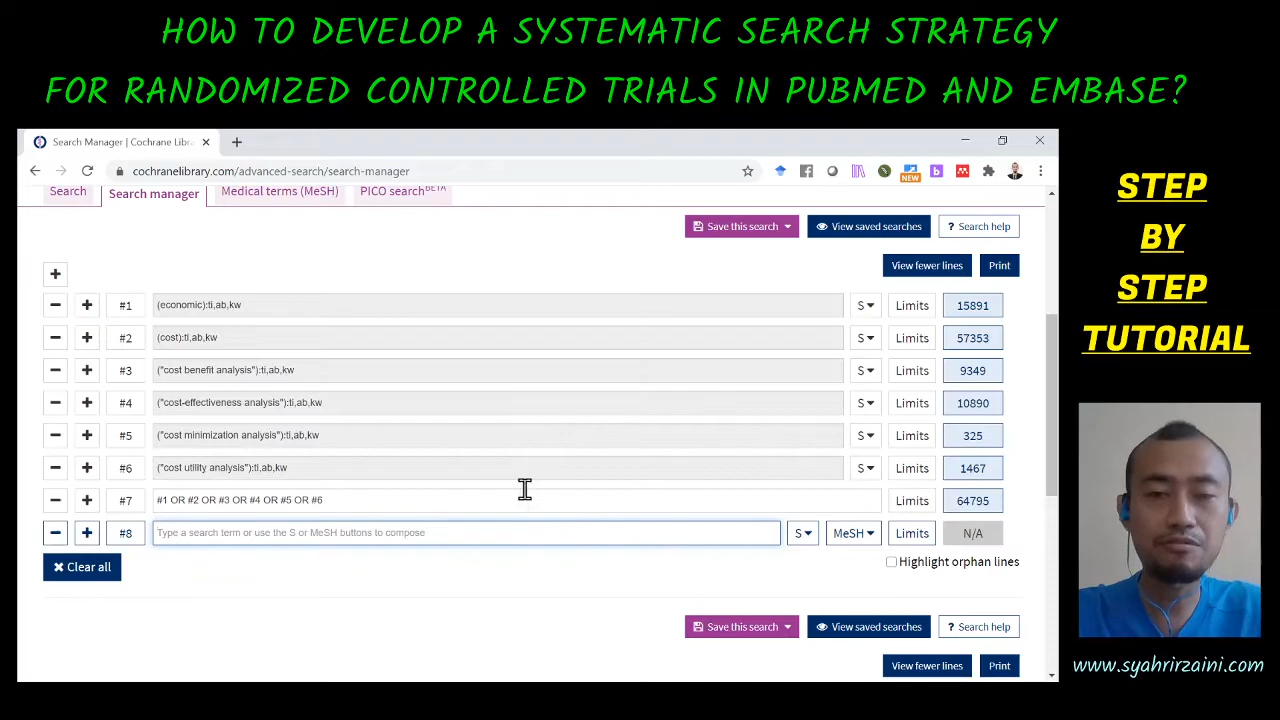 HOW TO DEVELOP A SYSTEMATIC SEARCH STRATEGY
FOR RANDOMIZED CONTROLLED TRIALS IN PUBMED AND EMBASE?
Search Manager | Cochrane Libr
cochranelibrary.com/advanced-search/search-manager
NEW
Search
Search manager
Medical terms (MeSH)
PICO searchBETA
Save this search
View saved searches
? Search help
View fewer lines
Print
#1 (economic):ti,ab,kw S Limits 15891
#2 (cost):ti,ab,kw S Limits 57353
#3 ("cost benefit analysis"):ti,ab,kw S Limits 9349
#4 ("cost-effectiveness analysis"):ti,ab,kw S Limits 10890
#5 ("cost minimization analysis"):ti,ab,kw S Limits 325
#6 ("cost utility analysis"):ti,ab,kw S Limits 1467
#7 #1 OR #2 OR #3 OR #4 OR #5 OR #6 Limits 64795
#8 Type a search term or use the S or MeSH buttons to compose S MeSH Limits N/A
Clear all
Highlight orphan lines
Save this search
View saved searches
? Search help
View fewer lines
Print
STEP
BY
STEP
TUTORIAL
www.syahrirzaini.com